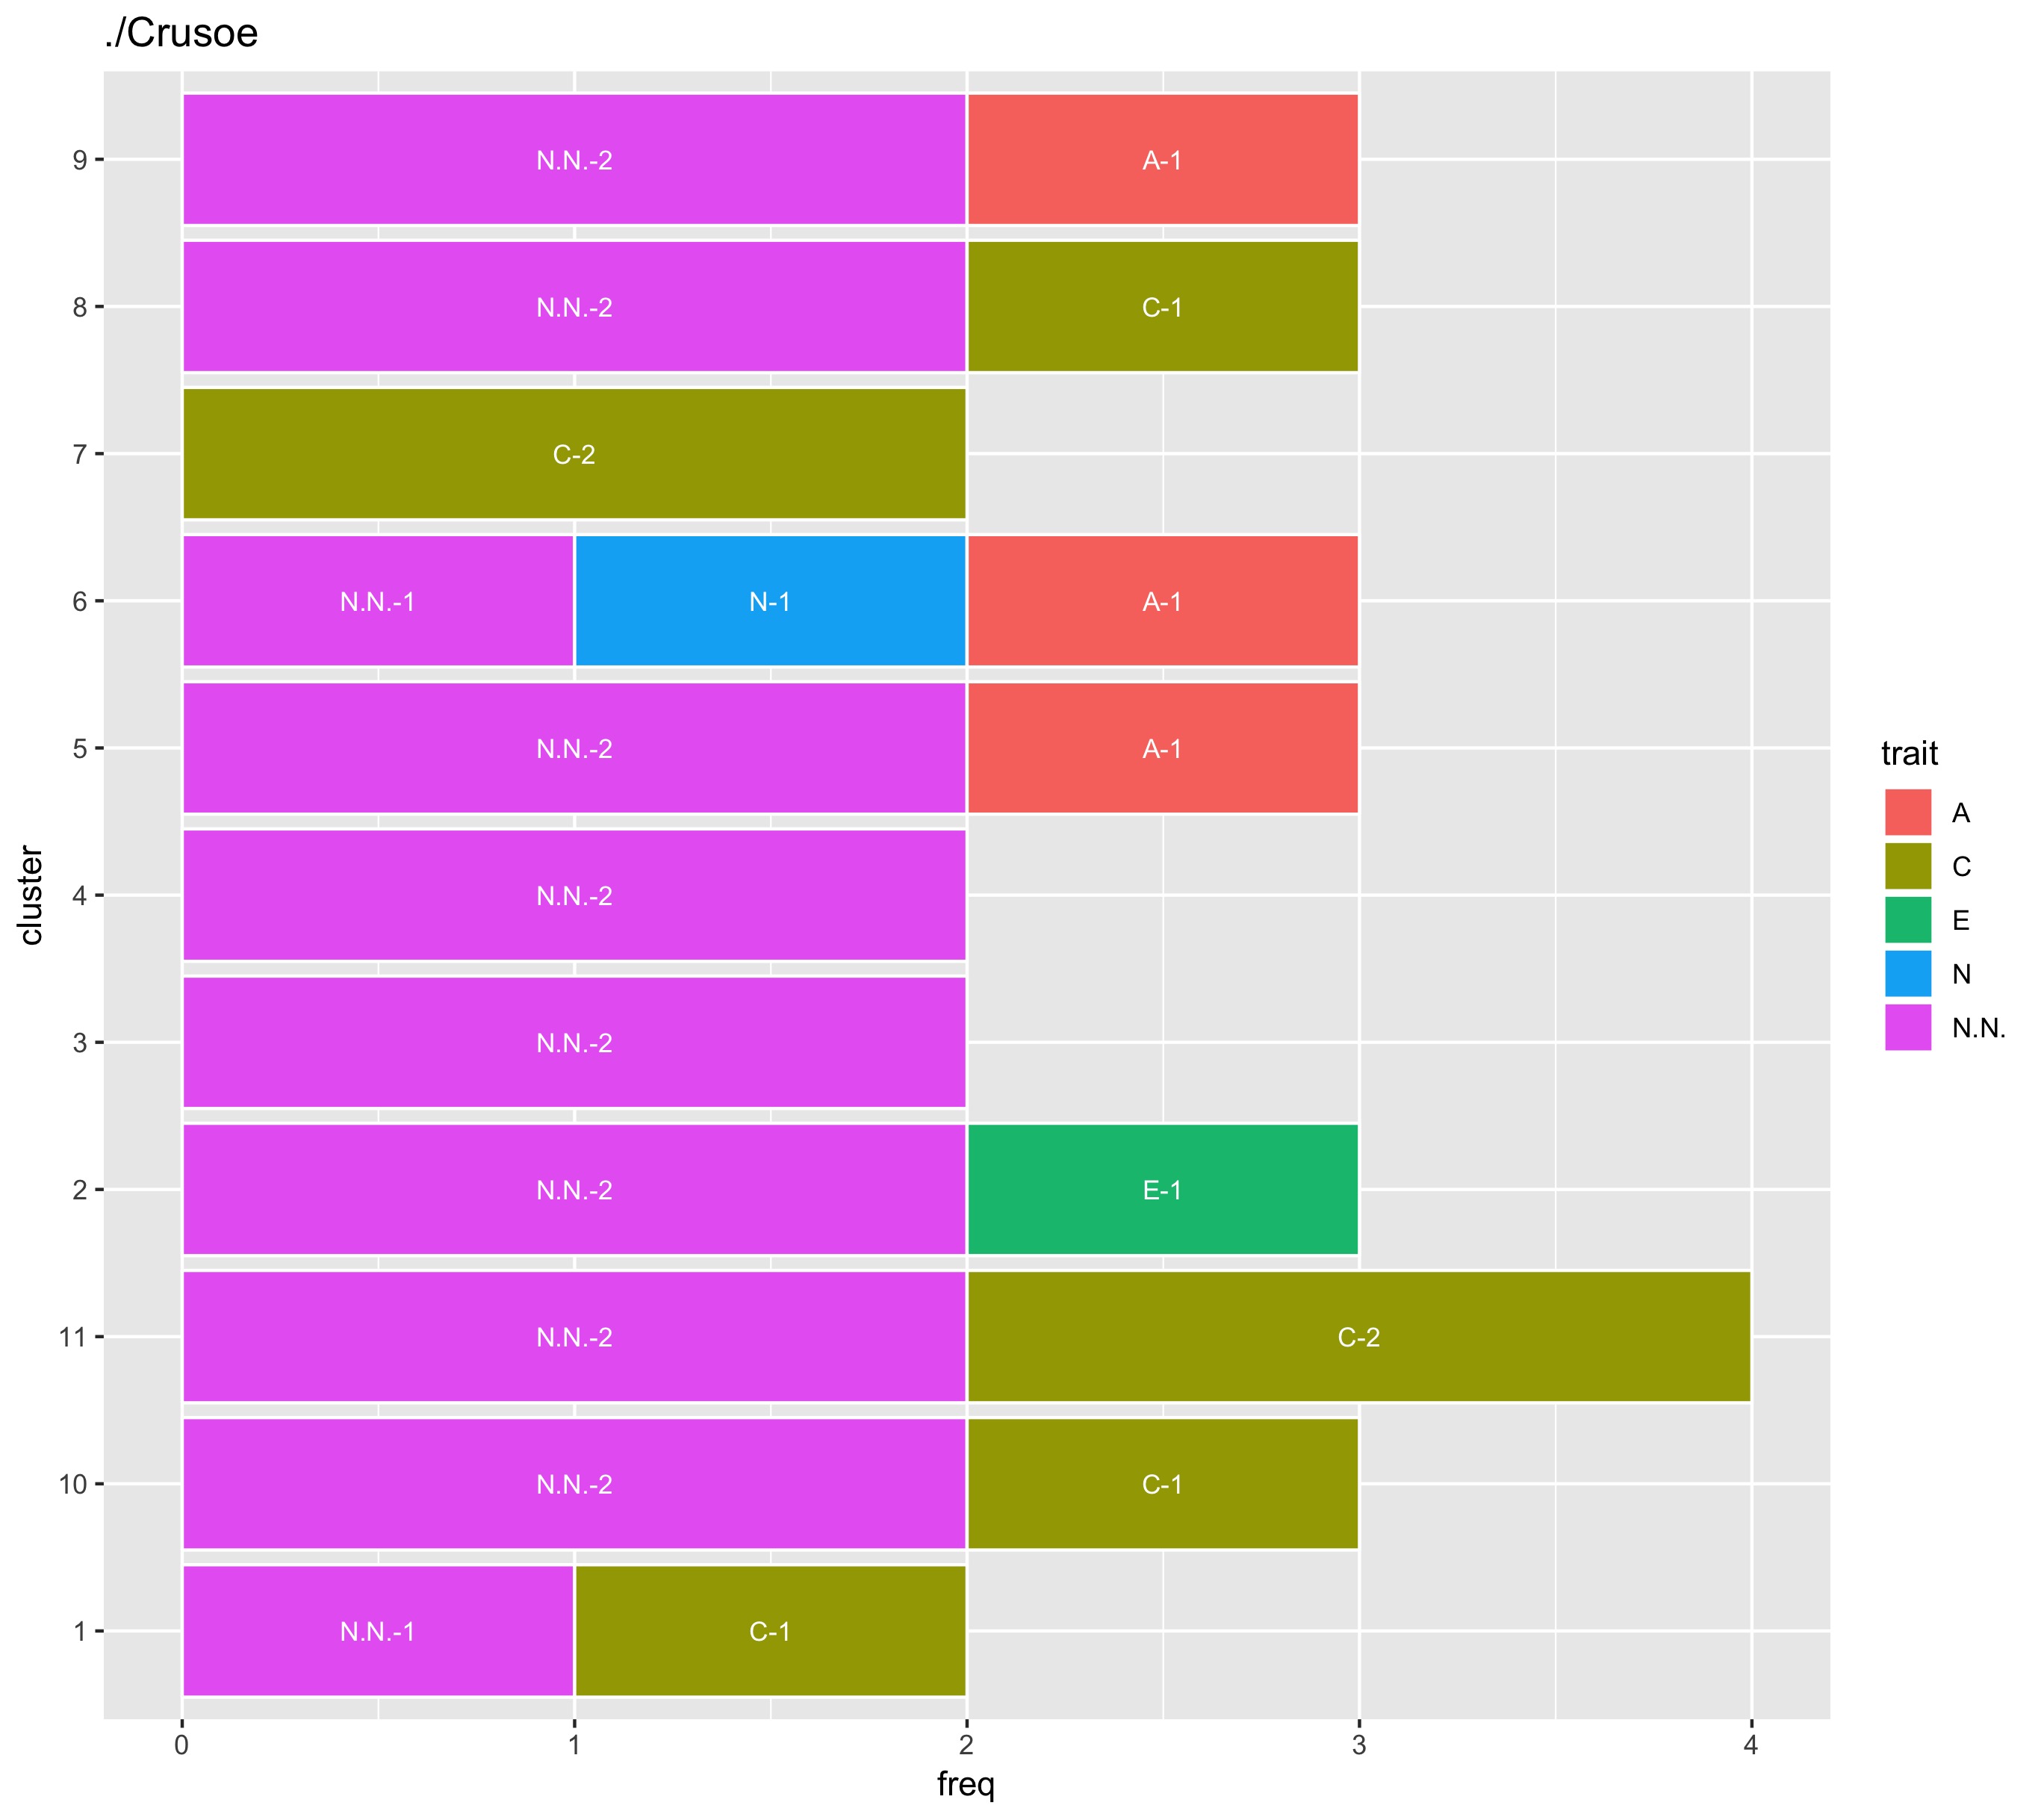 ./Crusoe
9
N.N.-2 A-1
8
N.N.-2 C-1
7
C-2
6
N.N.-1 N-1 A-1
5
N.N.-2 A-1
4
N.N.-2
3
N.N.-2
2
N.N.-2 E-1
11
N.N.-2 C-2
10
N.N.-2 C-1
1
N.N.-1 C-1
cluster
0 1 2 3 4
freq
trait
A
C
E
N
N.N.